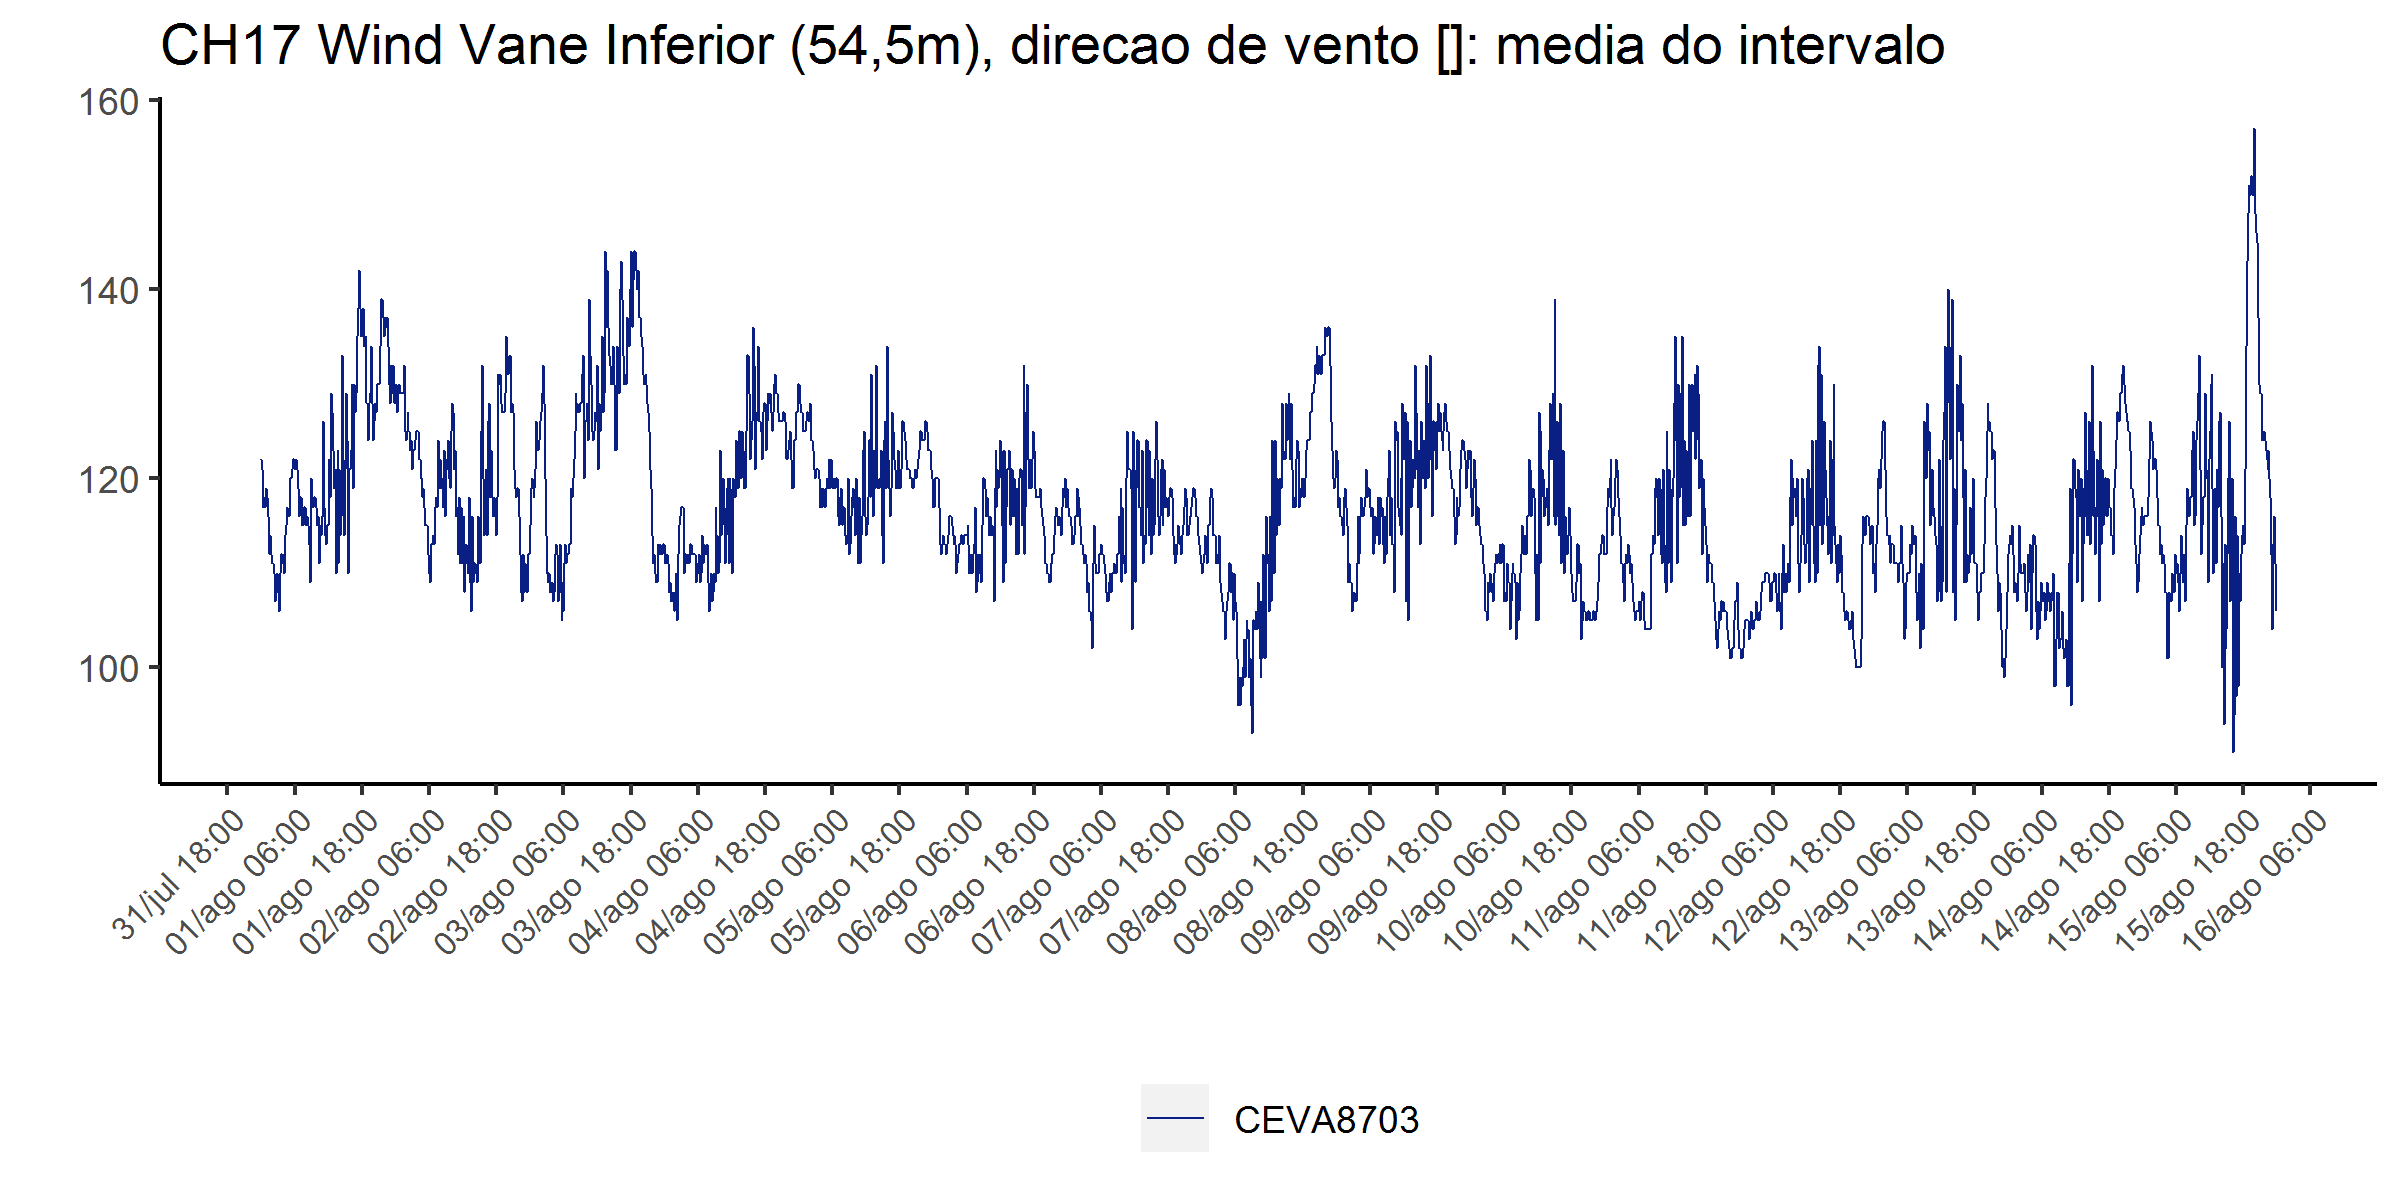 CH17 Wind Vane Inferior (54,5m), direcao de vento []: media do intervalo
160
140
120
100
31/jul 18:00
01/ago 06:00
01/ago 18:00
02/ago 06:00
02/ago 18:00
03/ago 06:00
03/ago 18:00
04/ago 06:00
04/ago 18:00
05/ago 06:00
05/ago 18:00
06/ago 06:00
06/ago 18:00
07/ago 06:00
07/ago 18:00
08/ago 06:00
08/ago 18:00
09/ago 06:00
09/ago 18:00
10/ago 06:00
10/ago 18:00
11/ago 06:00
11/ago 18:00
12/ago 06:00
12/ago 18:00
13/ago 06:00
13/ago 18:00
14/ago 06:00
14/ago 18:00
15/ago 06:00
15/ago 18:00
16/ago 06:00
CEVA8703